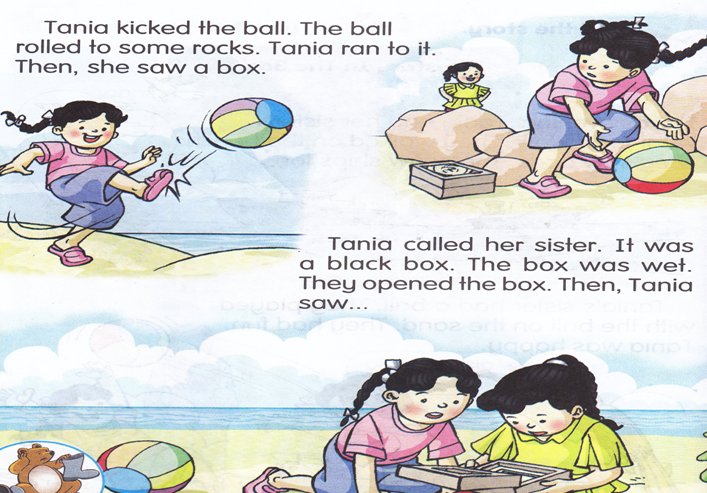 Tania kicked the ball. The ball
rolled to some rocks. Tania ran to it.
Then, she saw a box.
Tania called her sister. It was
a black box. The box was wet.
They opened the box. Then, Tania
saw...